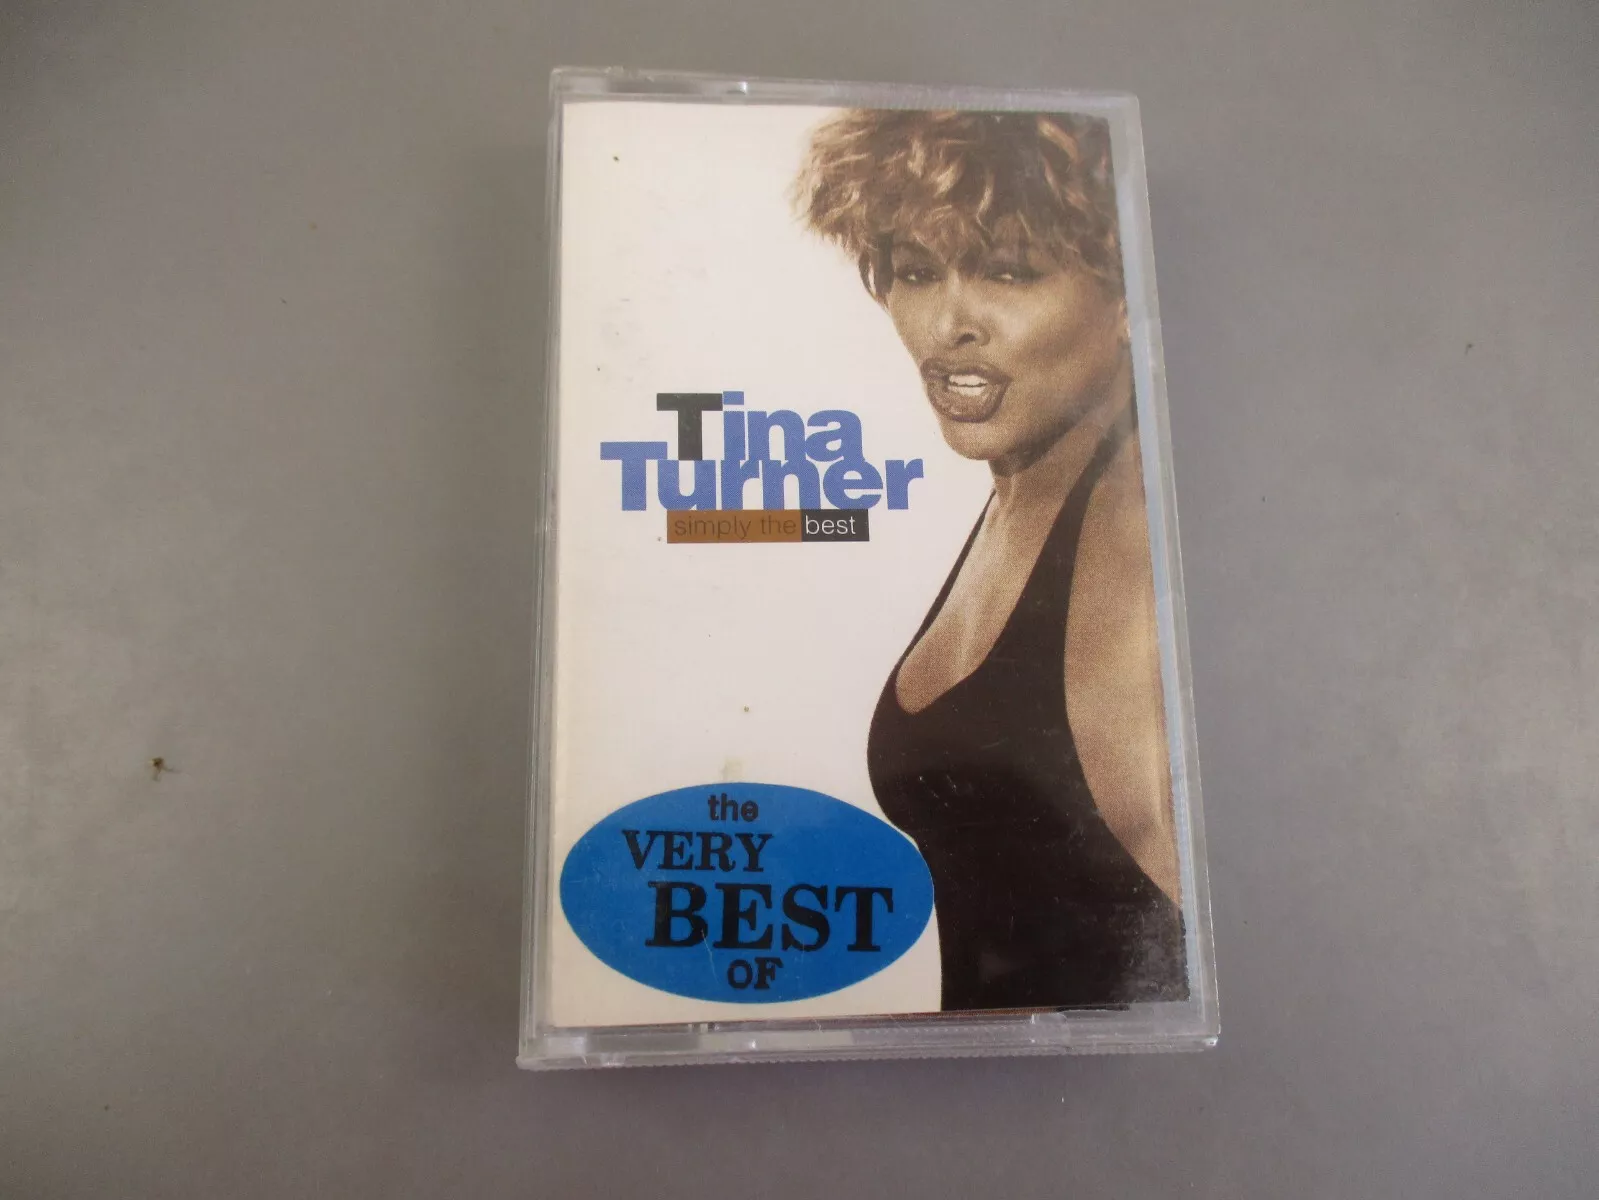 Tina
Turner
simply the best
the
VERY
BEST
OF